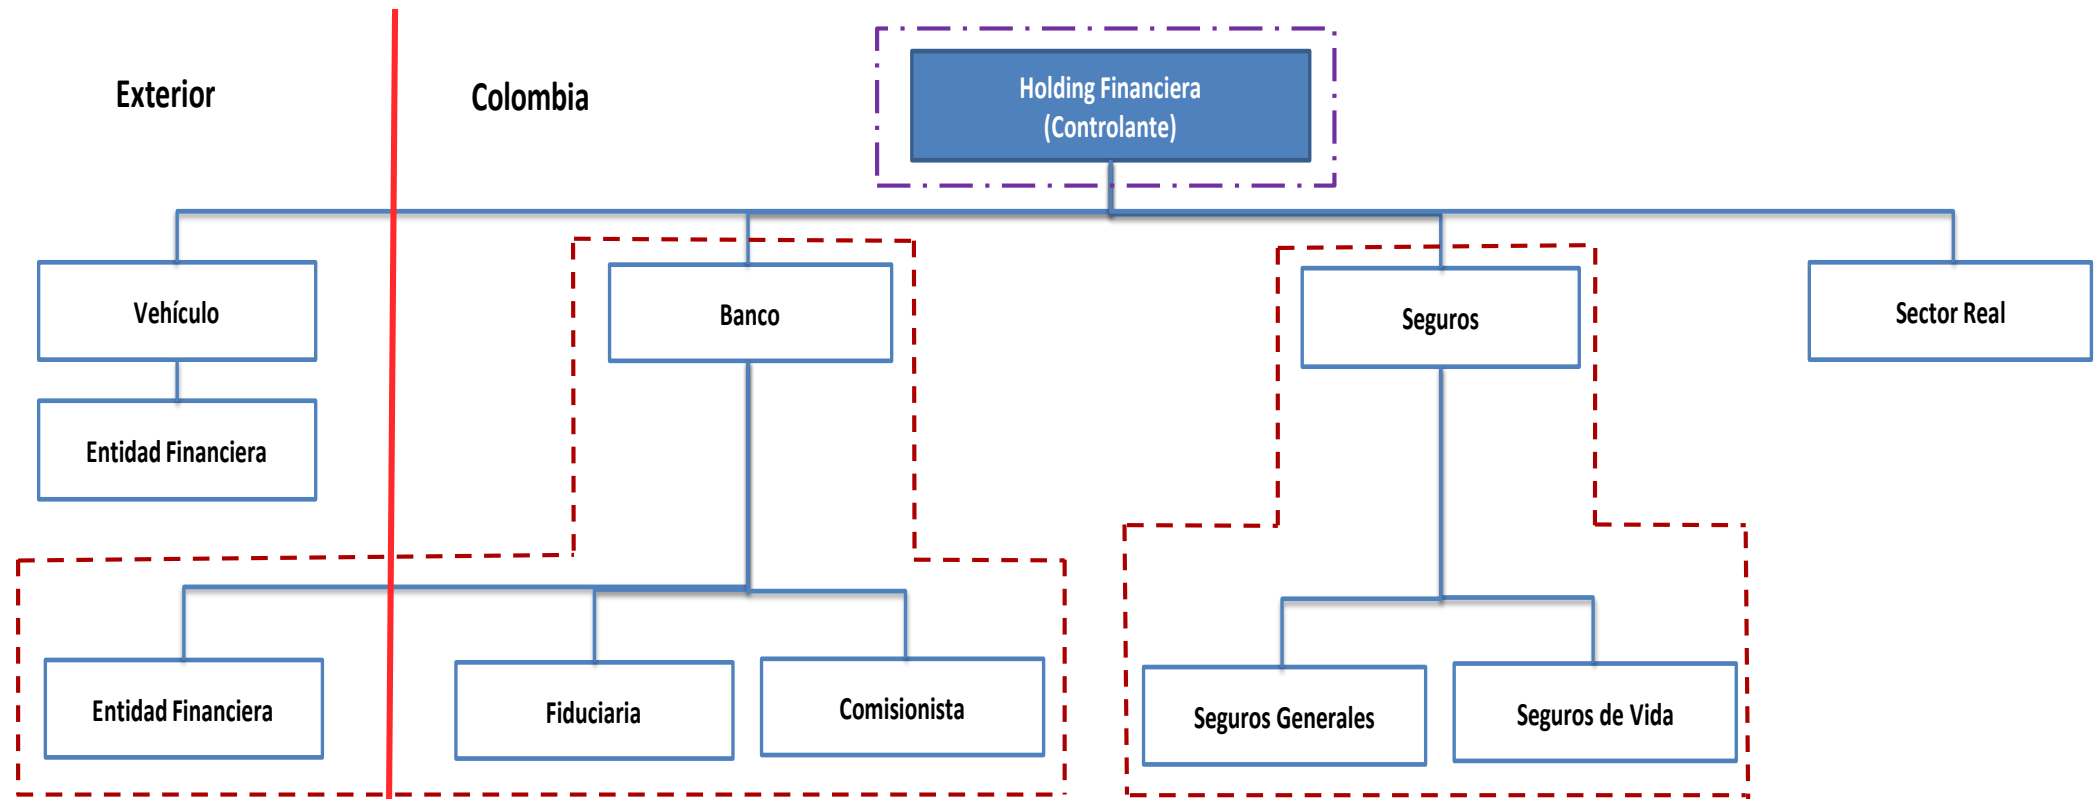 Exterior
Colombia
Holding Financiera
(Controlante)
Vehículo
Banco
Seguros
Sector Real
Entidad Financiera
Entidad Financiera
Fiduciaria
Comisionista
Seguros Generales
Seguros de Vida